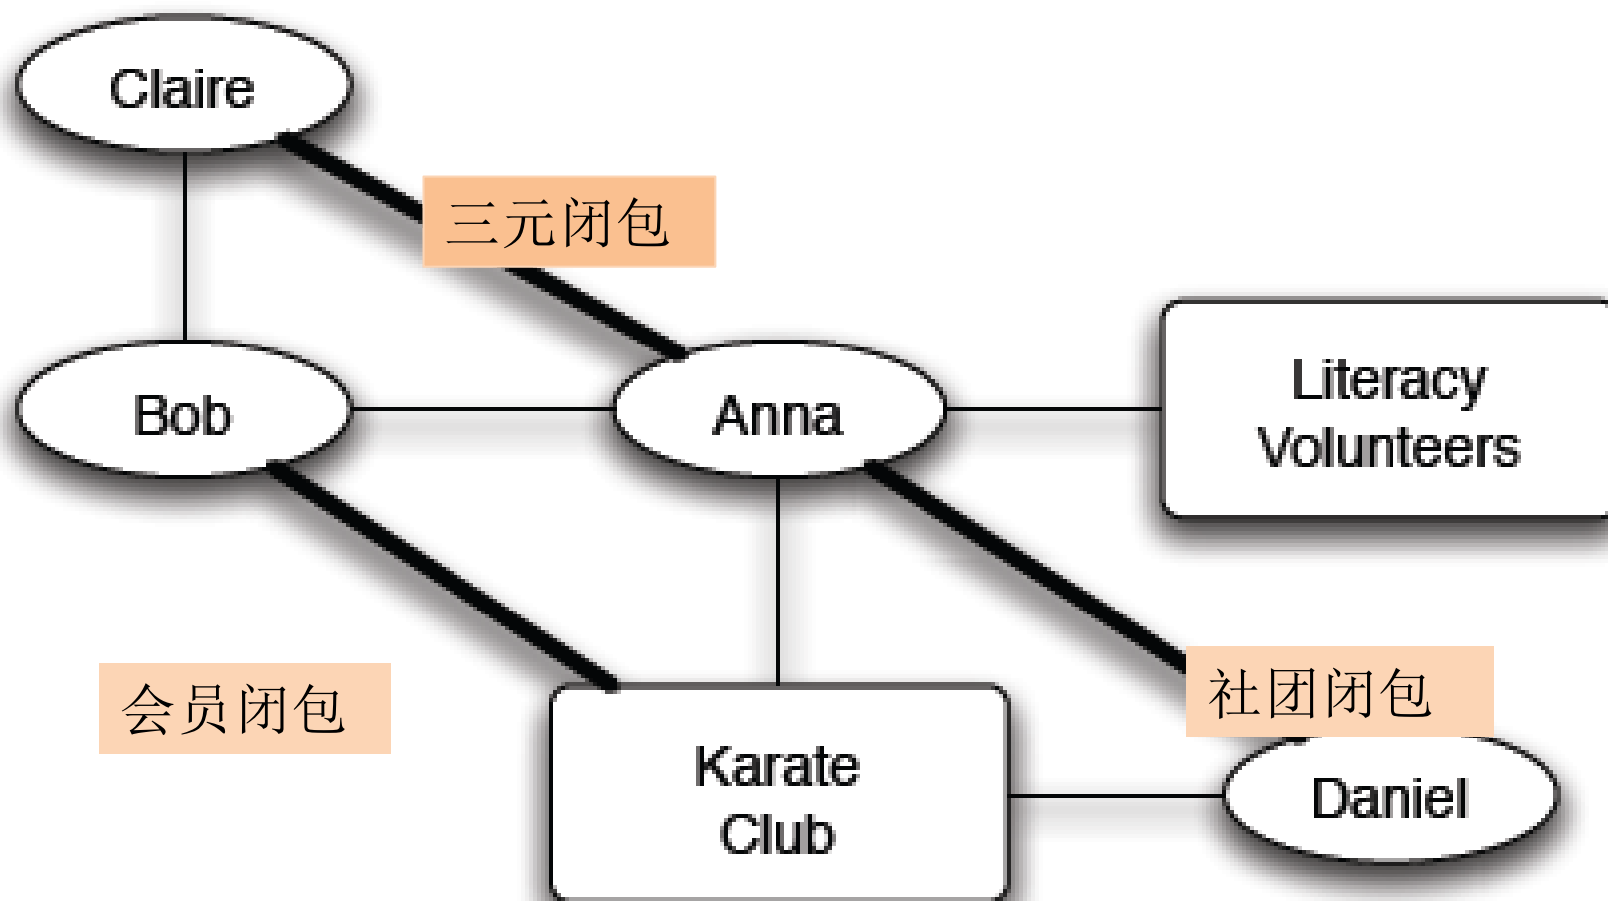 Claire
三元闭包
Literacy
Volunteers
Bob
Anna
会员闭包
社团闭包
Karate
Club
Daniel